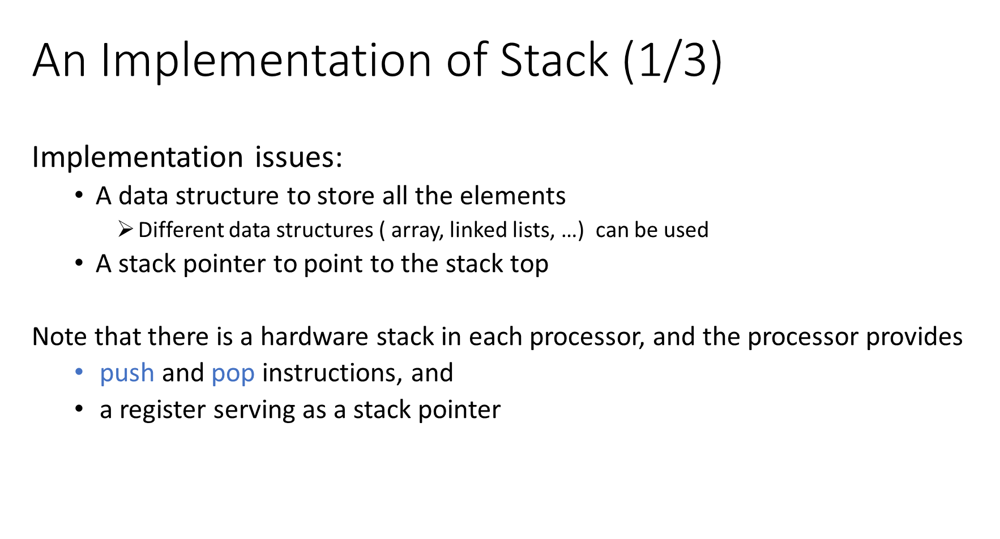 An Implementation of Stack (1/3)
Implementation issues:
• A data structure to store all the elements
➢ Different data structures ( array, linked lists, …)  can be used
• A stack pointer to point to the stack top
Note that there is a hardware stack in each processor, and the processor provides
• push and pop instructions, and
• a register serving as a stack pointer